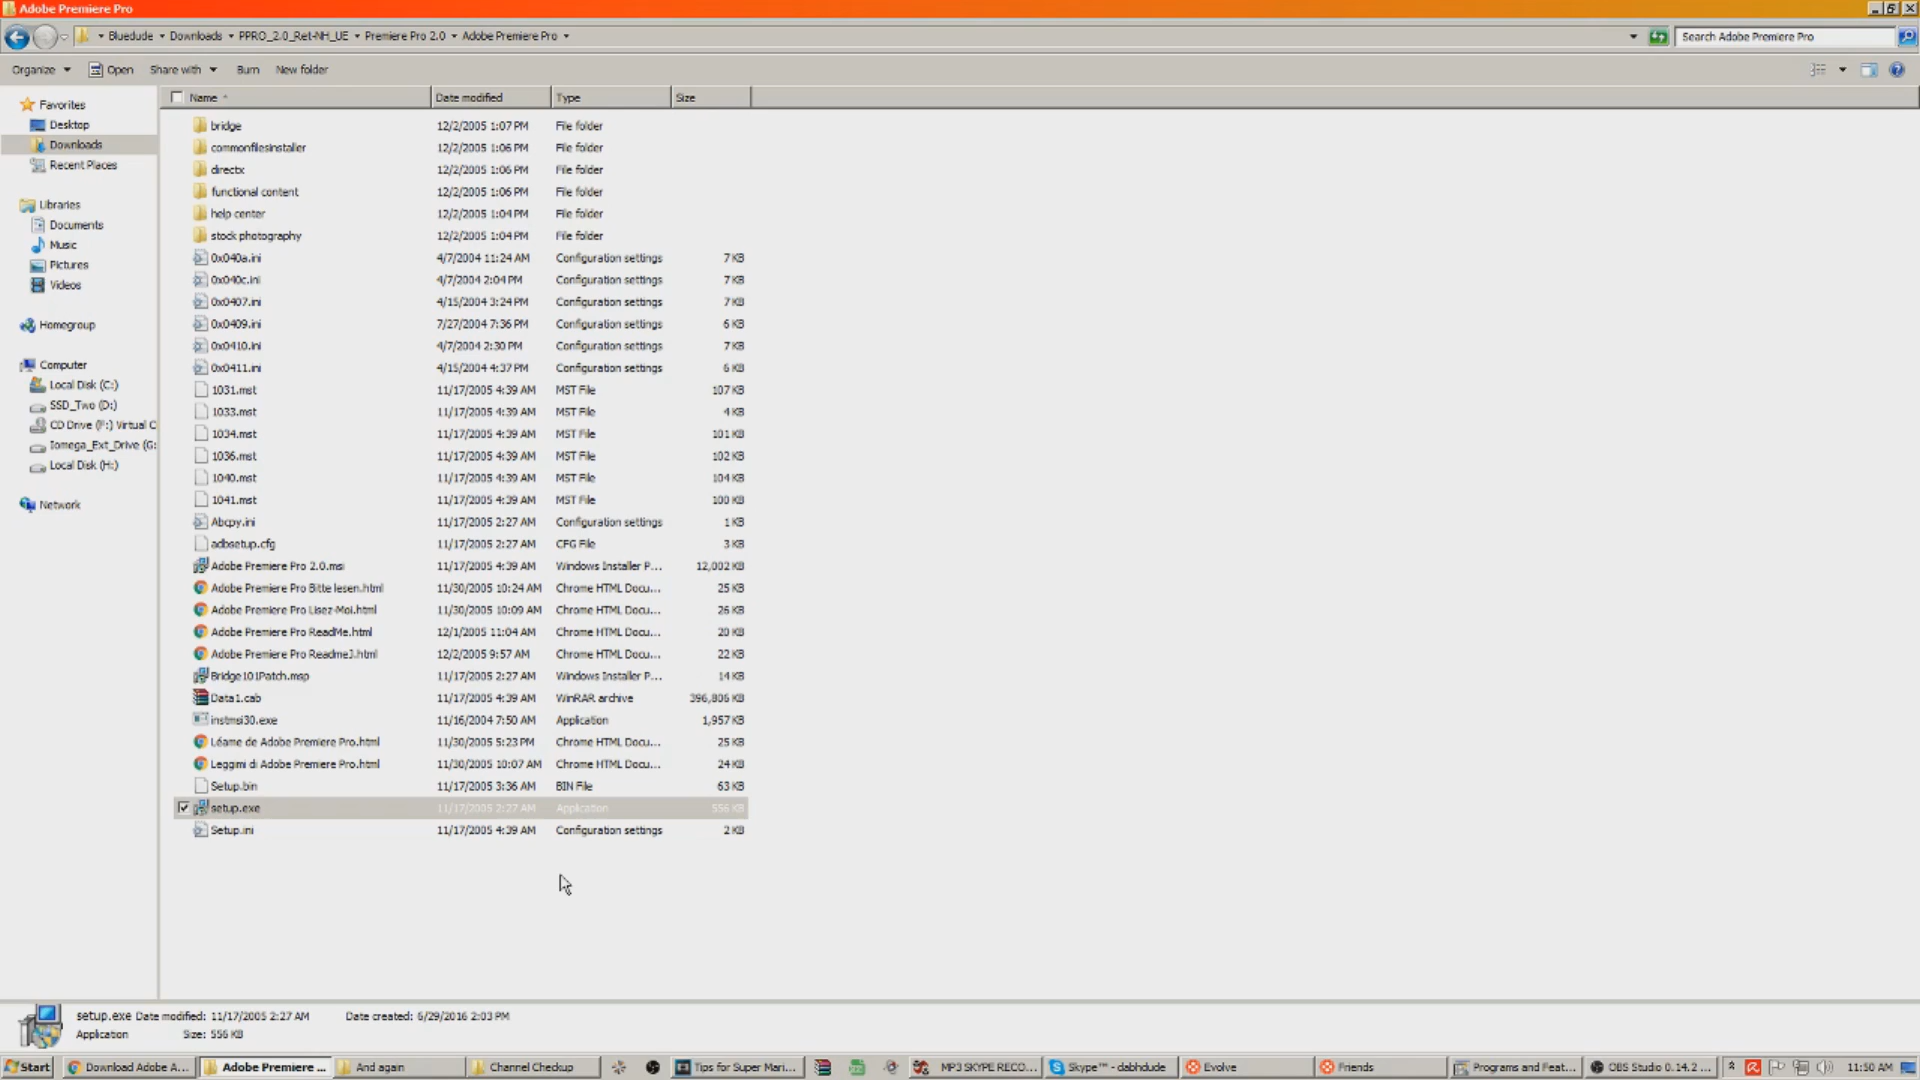 Adobe Premiere Pro
Bluedude Downloads PPRO_2.0_Ret-NH_UE Premiere Pro 2.0 Adobe Premiere Pro Search Adobe Premiere Pro
Organize Open Share with Burn New folder
Name Date modified Type Size
Favorites
Desktop
Downloads
Recent Places
Libraries
Documents
Music
Pictures
Videos
Homegroup
Computer
Local Disk (C:)
SSD_Two (D:)
CD Drive (F:) Virtual C
Iomega_Ext_Drive (G:
Local Disk (H:)
Network
bridge 12/2/2005 1:07 PM File folder
commonfilesinstaller 12/2/2005 1:06 PM File folder
directx 12/2/2005 1:06 PM File folder
functional content 12/2/2005 1:06 PM File folder
help center 12/2/2005 1:04 PM File folder
stock photography 12/2/2005 1:04 PM File folder
0x040a.ini 4/7/2004 11:24 AM Configuration settings 7 KB
0x040c.ini 4/7/2004 2:04 PM Configuration settings 7 KB
0x0407.ini 4/15/2004 3:24 PM Configuration settings 7 KB
0x0409.ini 7/27/2004 7:36 PM Configuration settings 6 KB
0x0410.ini 4/7/2004 2:30 PM Configuration settings 7 KB
0x0411.ini 4/15/2004 4:37 PM Configuration settings 6 KB
1031.mst 11/17/2005 4:39 AM MST File 107 KB
1033.mst 11/17/2005 4:39 AM MST File 4 KB
1034.mst 11/17/2005 4:39 AM MST File 101 KB
1036.mst 11/17/2005 4:39 AM MST File 102 KB
1040.mst 11/17/2005 4:39 AM MST File 104 KB
1041.mst 11/17/2005 4:39 AM MST File 100 KB
Abcpy.ini 11/17/2005 2:27 AM Configuration settings 1 KB
adbsetup.cfg 11/17/2005 2:27 AM CFG File 3 KB
Adobe Premiere Pro 2.0.msi 11/17/2005 4:39 AM Windows Installer P... 12,002 KB
Adobe Premiere Pro Bitte lesen.html 11/30/2005 10:24 AM Chrome HTML Docu... 25 KB
Adobe Premiere Pro Lisez-Moi.html 11/30/2005 10:09 AM Chrome HTML Docu... 26 KB
Adobe Premiere Pro ReadMe.html 12/1/2005 11:04 AM Chrome HTML Docu... 20 KB
Adobe Premiere Pro ReadmeJ.html 12/2/2005 9:57 AM Chrome HTML Docu... 22 KB
Bridge101Patch.msp 11/17/2005 2:27 AM Windows Installer P... 14 KB
Data1.cab 11/17/2005 4:39 AM WinRAR archive 396,806 KB
instmsi30.exe 11/16/2004 7:50 AM Application 1,957 KB
Léame de Adobe Premiere Pro.html 11/30/2005 5:23 PM Chrome HTML Docu... 25 KB
Leggimi di Adobe Premiere Pro.html 11/30/2005 10:07 AM Chrome HTML Docu... 24 KB
Setup.bin 11/17/2005 3:36 AM BIN File 63 KB
setup.exe 11/17/2005 2:27 AM Application 556 KB
Setup.ini 11/17/2005 4:39 AM Configuration settings 2 KB
setup.exe Date modified: 11/17/2005 2:27 AM Date created: 6/29/2016 2:03 PM
Application Size: 556 KB
Start Download Adobe A... Adobe Premiere ... And again Channel Checkup Tips for Super Mari... MP3 SKYPE RECO... Skype™ - dabhdude Evolve Friends Programs and Feat... OBS Studio 0.14.2 ... 11:50 AM